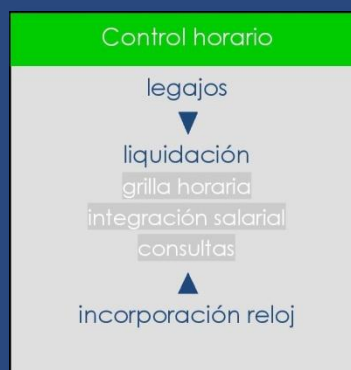 Control horario
legajos
liquidación
grilla horaria
integración salarial
consultas
incorporación reloj